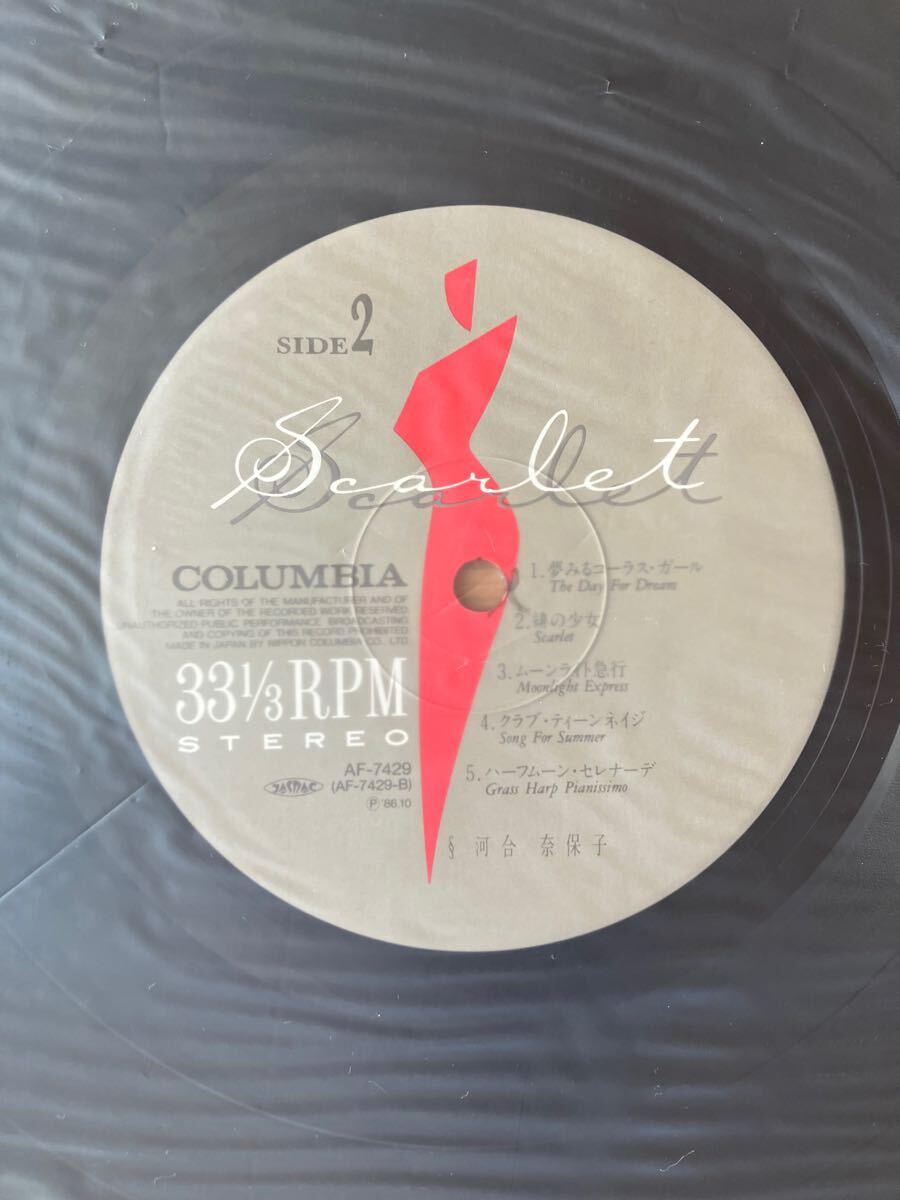 SIDE 2
Scarlet
COLUMBIA
ALL RIGHTS OF THE MANUFACTURER AND OF
THE OWNER OF THE RECORDED WORK RESERVED.
UNAUTHORIZED PUBLIC PERFORMANCE BROADCASTING
AND COPYING OF THIS RECORD PROHIBITED
MADE IN JAPAN BY NIPPON COLUMBIA CO., LTD.
33 1/3 RPM
STEREO
AF-7429
JASRAC (AF-7429-B)
Ⓟ '86.10
1. 夢みるコーラス・ガール
The Day For Dream
2. 緋の少女
Scarlet
3. ムーンライト急行
Moonlight Express
4. クラブ・ティーンネイジ
Song For Summer
5. ハーフムーン・セレナーデ
Grass Harp Pianissimo
§ 河合 奈保子